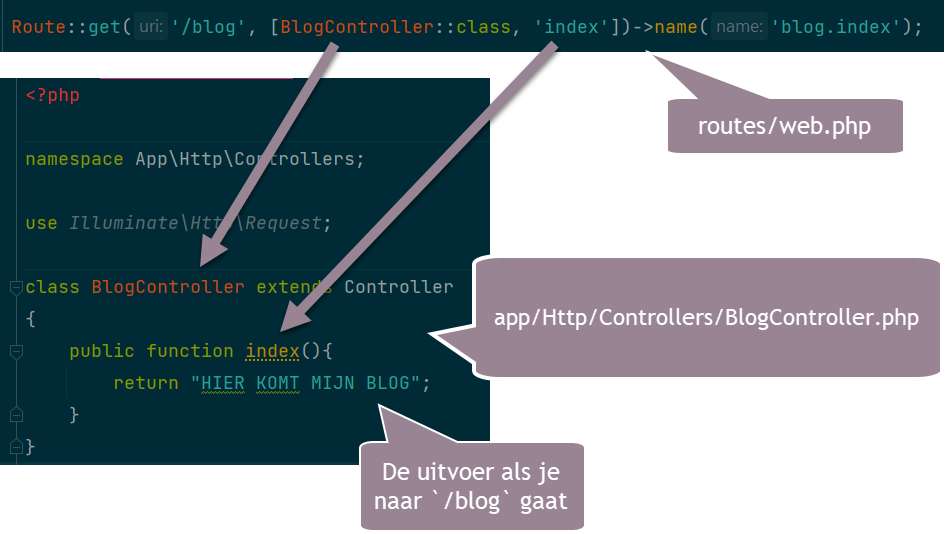 Route::get( uri: '/blog', [BlogController::class, 'index'])->name( name: 'blog.index');
routes/web.php
<?php
namespace App\Http\Controllers;
use Illuminate\Http\Request;
class BlogController extends Controller
{
public function index(){
return "HIER KOMT MIJN BLOG";
}
}
app/Http/Controllers/BlogController.php
De uitvoer als je
naar `/blog` gaat